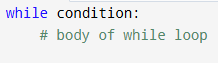 while condition:
    # body of while loop